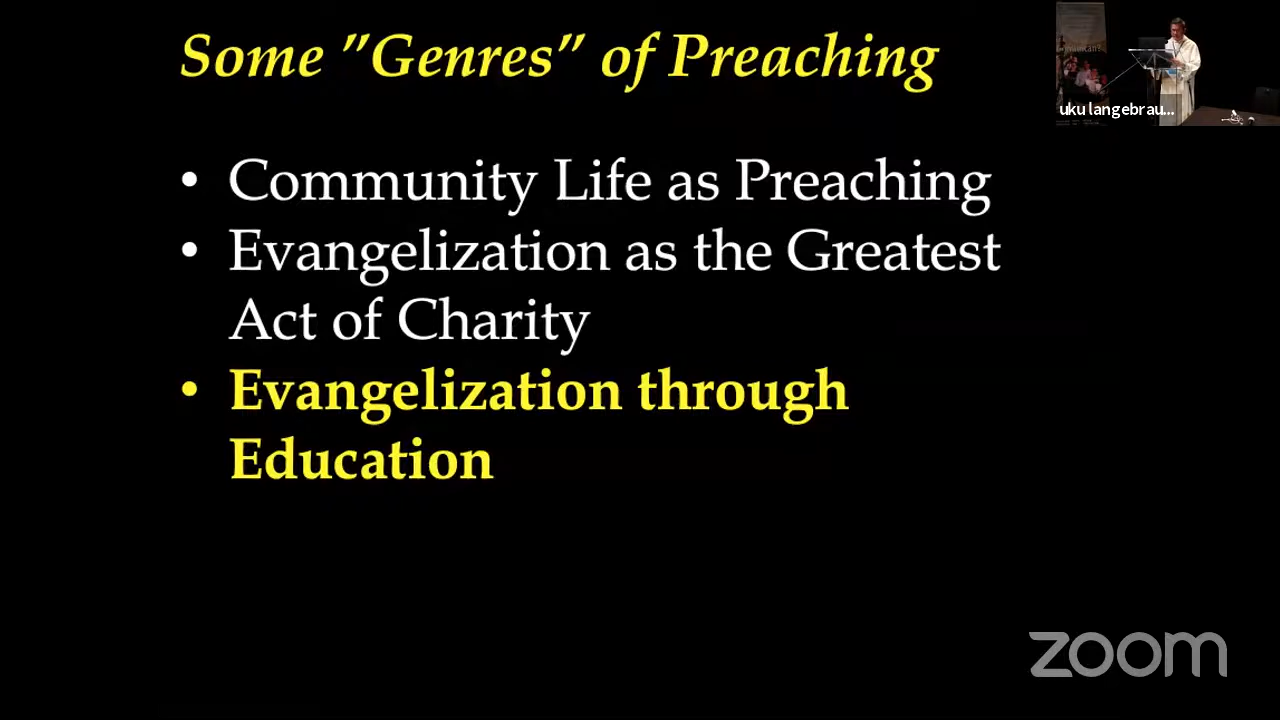 Some ”Genres” of Preaching
• Community Life as Preaching
• Evangelization as the Greatest
Act of Charity
• Evangelization through
Education
uku langebrau...
zoom